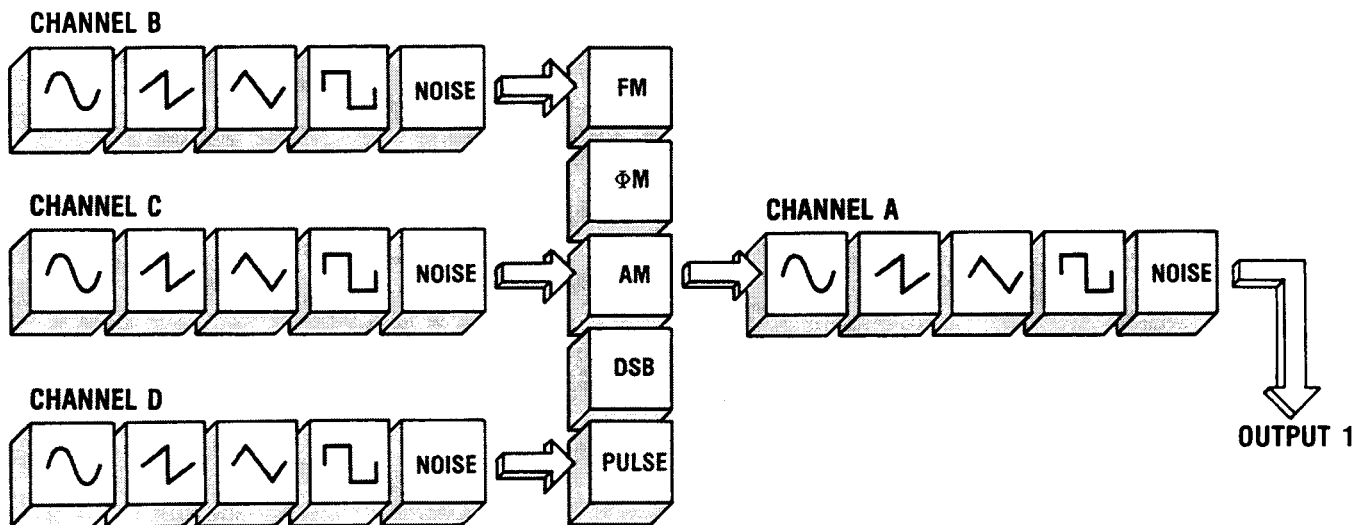 CHANNEL B
NOISE
FM
ΦM
CHANNEL C
NOISE
AM
CHANNEL A
NOISE
DSB
CHANNEL D
NOISE
PULSE
OUTPUT 1